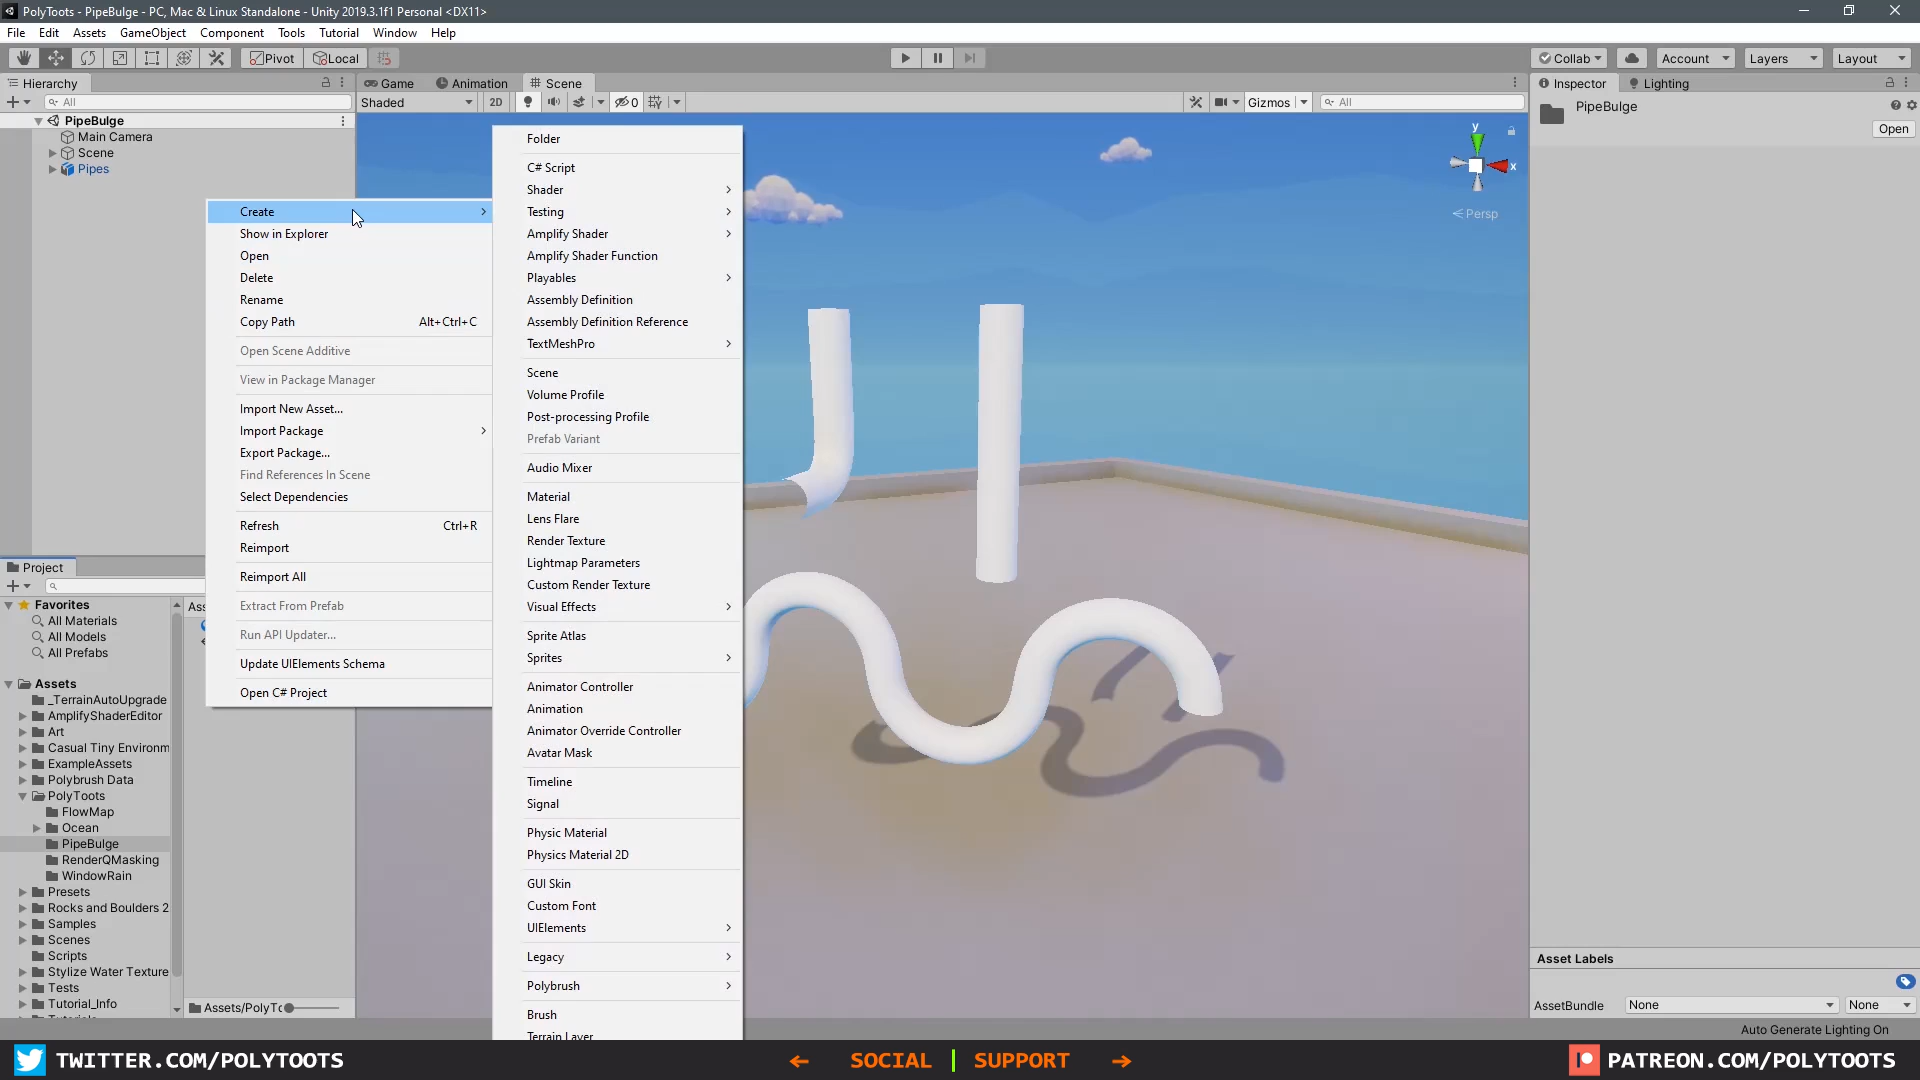 PolyToots - PipeBulge - PC, Mac & Linux Standalone - Unity 2019.3.1f1 Personal <DX11>
File Edit Assets GameObject Component Tools Tutorial Window Help
Pivot Local Collab Account Layers Layout
Hierarchy Game Animation Scene Inspector Lighting
All Shaded 2D 0 Gizmos All PipeBulge
Open
PipeBulge
Main Camera
Scene
Pipes
y
x
Persp
Create
Show in Explorer
Open
Delete
Rename
Copy Path Alt+Ctrl+C
Open Scene Additive
View in Package Manager
Import New Asset...
Import Package
Export Package...
Find References In Scene
Select Dependencies
Refresh Ctrl+R
Reimport
Reimport All
Extract From Prefab
Run API Updater...
Update UIElements Schema
Open C# Project
Folder
C# Script
Shader
Testing
Amplify Shader
Amplify Shader Function
Playables
Assembly Definition
Assembly Definition Reference
TextMeshPro
Scene
Volume Profile
Post-processing Profile
Prefab Variant
Audio Mixer
Material
Lens Flare
Render Texture
Lightmap Parameters
Custom Render Texture
Visual Effects
Sprite Atlas
Sprites
Animator Controller
Animation
Animator Override Controller
Avatar Mask
Timeline
Signal
Physic Material
Physics Material 2D
GUI Skin
Custom Font
UIElements
Legacy
Polybrush
Brush
Terrain Layer
Project
Favorites
All Materials
All Models
All Prefabs
Assets
_TerrainAutoUpgrade
AmplifyShaderEditor
Art
Casual Tiny Environm
ExampleAssets
Polybrush Data
PolyToots
FlowMap
Ocean
PipeBulge
RenderQMasking
WindowRain
Presets
Rocks and Boulders 2
Samples
Scenes
Scripts
Stylize Water Texture
Tests
Tutorial_Info
Ass
Assets/PolyTo
Asset Labels
AssetBundle None None
Auto Generate Lighting On
TWITTER.COM/POLYTOOTS ← SOCIAL | SUPPORT → PATREON.COM/POLYTOOTS